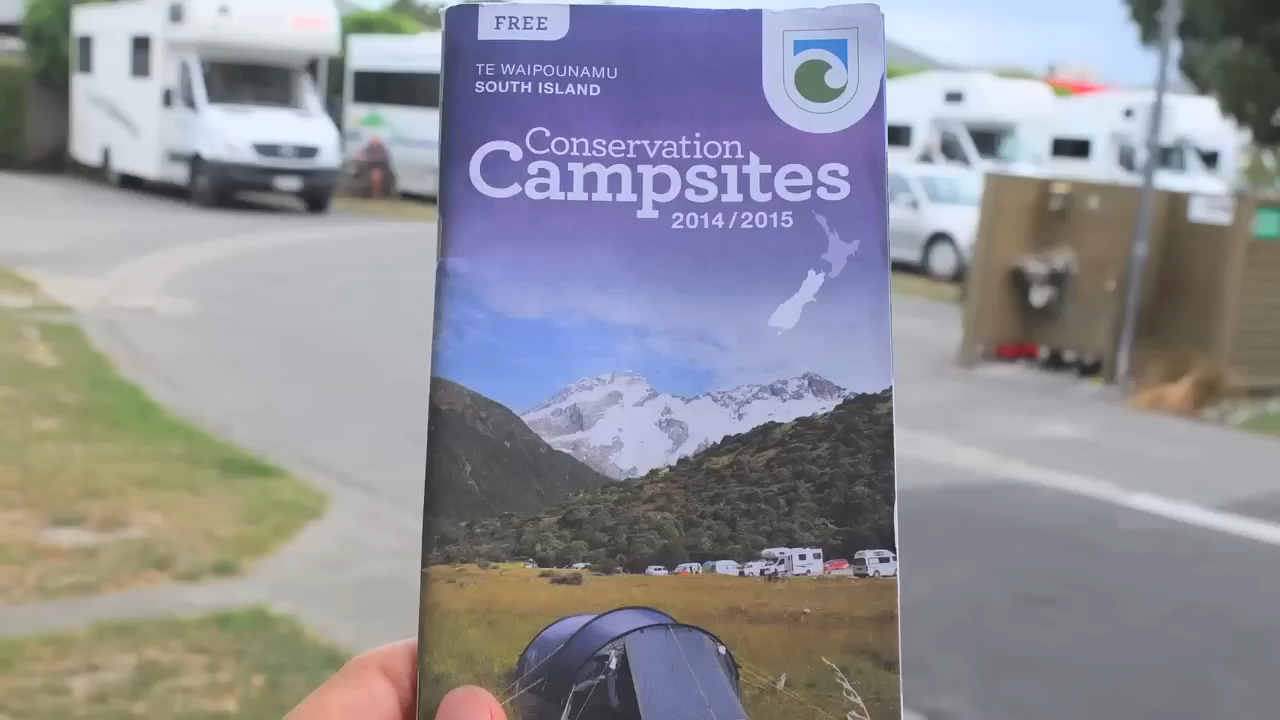 FREE
TE WAIPOUNAMU
SOUTH ISLAND
Conservation
Campsites
2014/2015